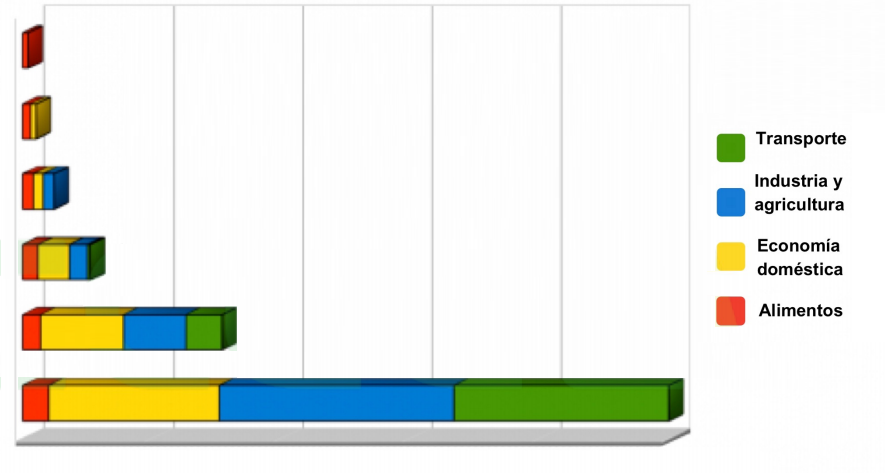 Transporte
Industria y
agricultura
Economía
doméstica
Alimentos